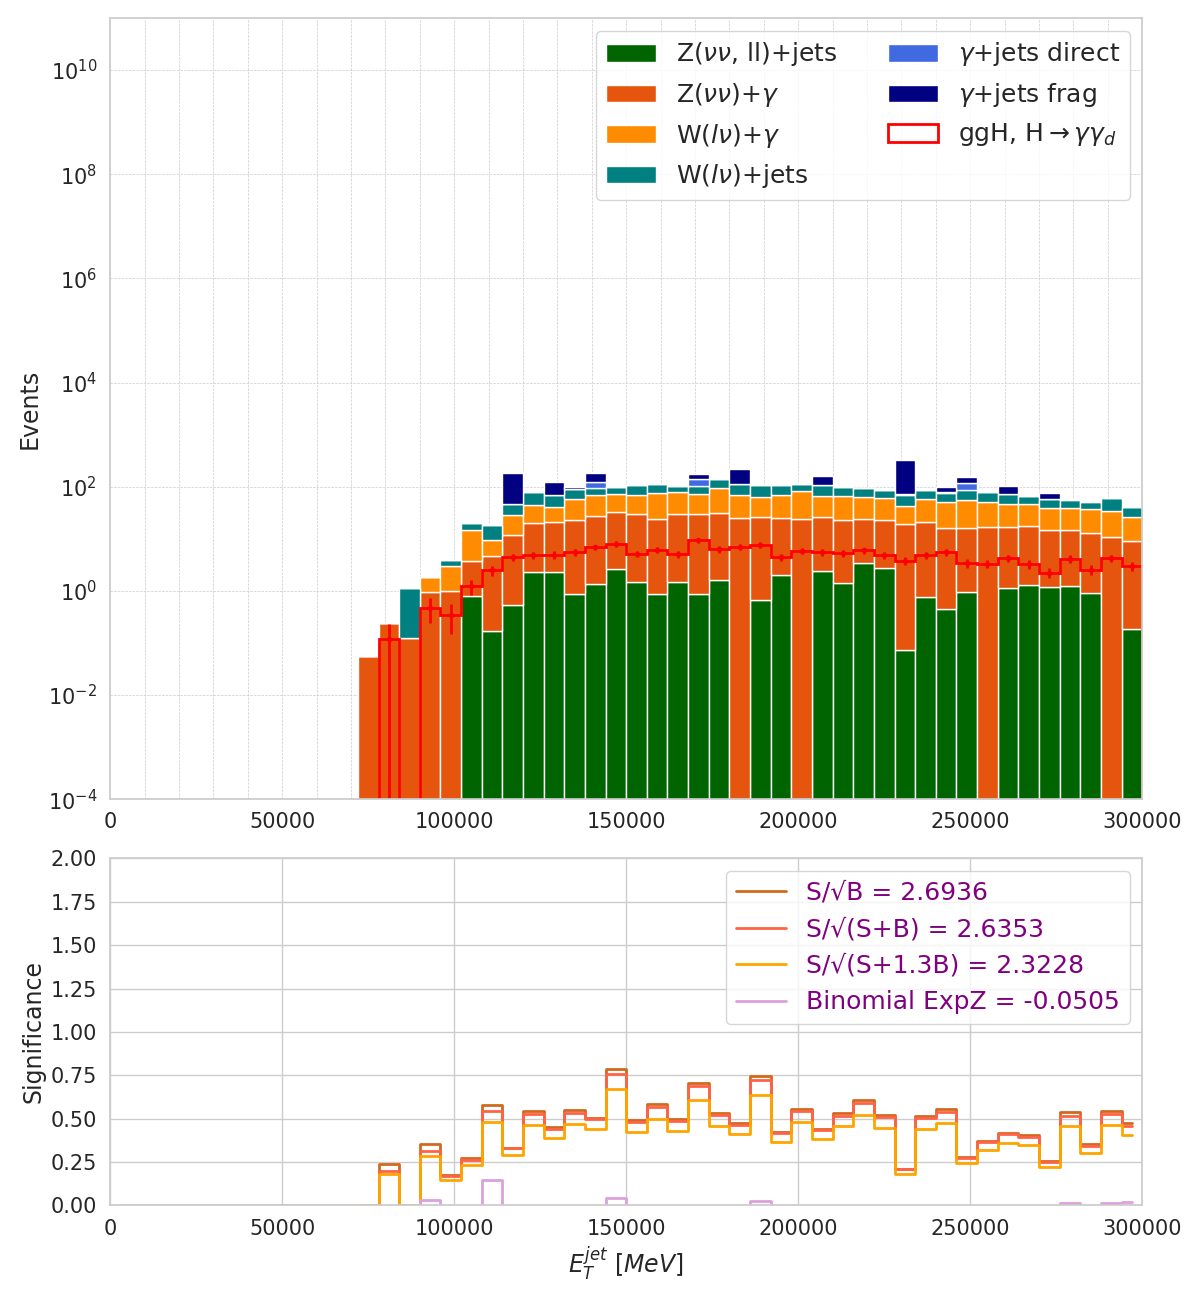 Z(νν, ll)+jets
Z(νν)+γ
W(lν)+γ
W(lν)+jets
γ+jets direct
γ+jets frag
ggH, H→γγ_d
Events
10^10
10^8
10^6
10^4
10^2
10^0
10^−2
10^−4
0 50000 100000 150000 200000 250000 300000
S/√B = 2.6936
S/√(S+B) = 2.6353
S/√(S+1.3B) = 2.3228
Binomial ExpZ = -0.0505
Significance
2.00
1.75
1.50
1.25
1.00
0.75
0.50
0.25
0.00
0 50000 100000 150000 200000 250000 300000
E_T^jet [MeV]